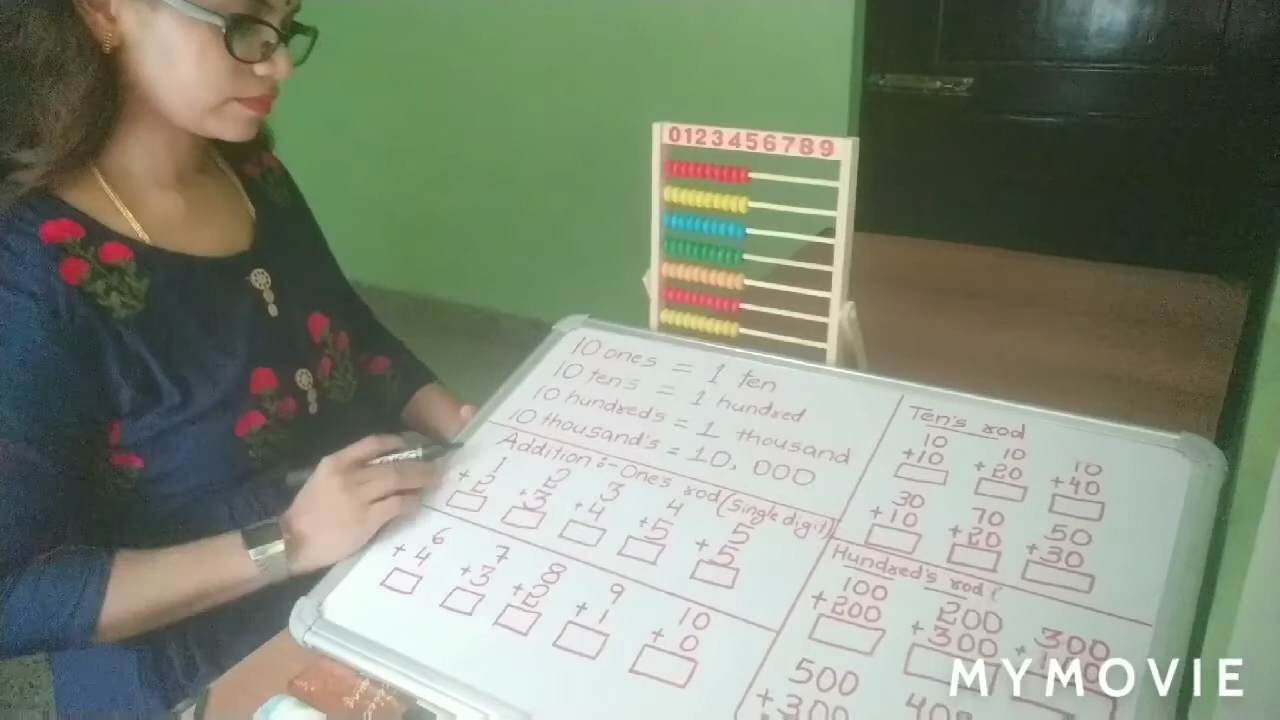 0123456789
10 ones = 1 ten
10 tens = 1 hundred
10 hundreds = 1 thousand
10 thousand's = 10,000
Addition :- One's rod (Single digit)
1 2 3 4 5
+2 +3 +4 +5 +5
6 7 8 9 10
+4 +3 +2 +1 +0
Ten's rod
10 10 10
+10 +20 +40
30 70 50
+10 +20 +30
Hundred's rod :
100 200 300
+200 +300
500
+300
MYMOVIE